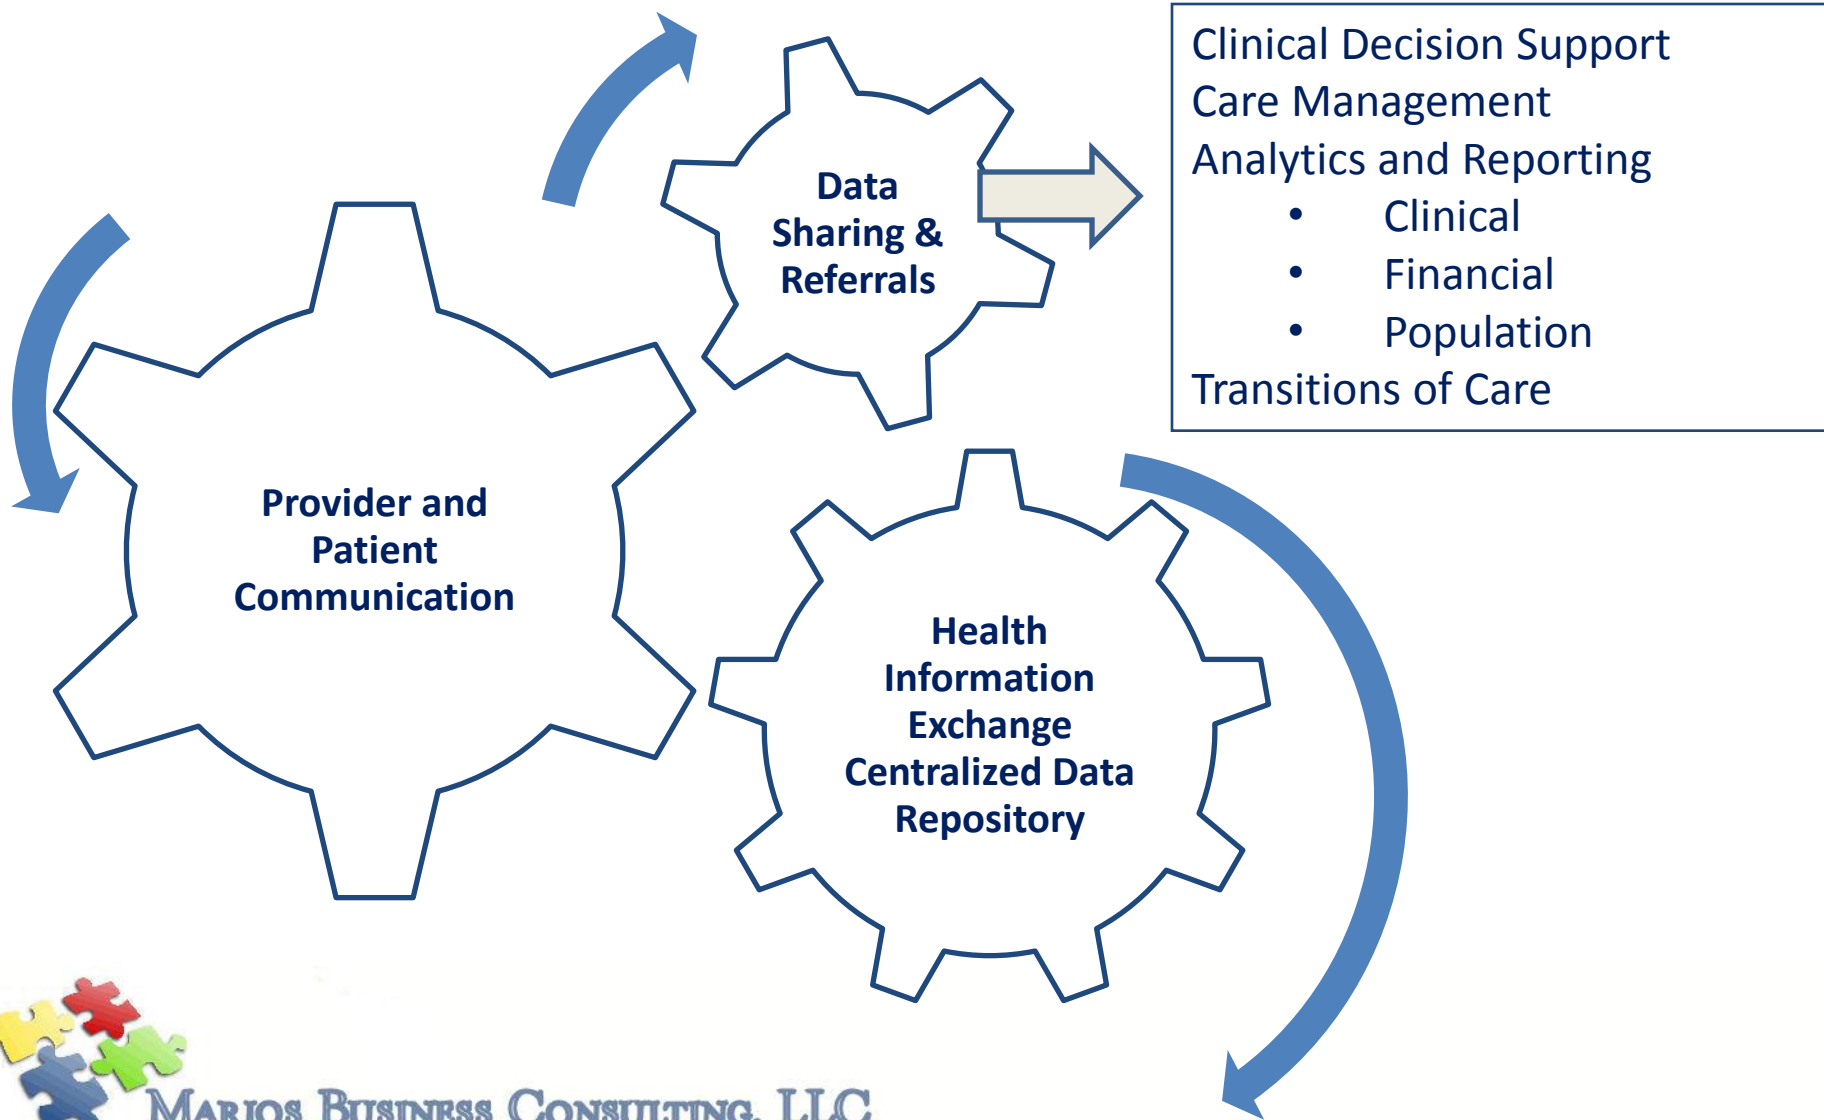 Clinical Decision Support
Care Management
Analytics and Reporting
• Clinical
• Financial
• Population
Transitions of Care
Data
Sharing &
Referrals
Provider and
Patient
Communication
Health
Information
Exchange
Centralized Data
Repository
MARJOS BUSINESS CONSULTING, LLC